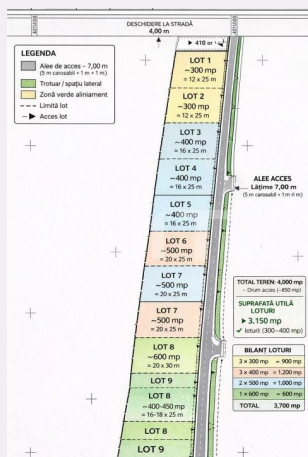 DESCHIDERE LA STRADĂ
4,00 m
LEGENDA
Alee de acces – 7,00 m
(5 m carosabil + 1 m + 1 m)
Trotuar / spațiu lateral
Zonă verde aliniament
Limită lot
Acces lot
LOT 1
~300 mp
= 12 x 25 m
LOT 2
~300 mp
= 12 x 25 m
LOT 3
~400 mp
= 16 x 25 m
LOT 4
~400 mp
= 16 x 25 m
LOT 5
~400 mp
= 16 x 25 m
LOT 6
~500 mp
= 20 x 25 m
LOT 7
~500 mp
= 20 x 25 m
LOT 7
~500 mp
= 20 x 25 m
LOT 8
~600 mp
= 20 x 30 m
LOT 9
LOT 8
~400-450 mp
= 16-18 x 25 m
LOT 8
LOT 9
ALEE ACCES
Lățime 7,00 m
TOTAL TEREN: 4,000 mp
– Drum acces (~850 mp)
SUPRAFATĂ UTILĂ
LOTURI
▸ 3.150 mp
✓ loturi (300–400 mp)
BILANȚ LOTURI
3 x 300 mp = 900 mp
3 x 400 mp = 1,200 mp
2 x 500 mp = 1,000 mp
1 x 600 mp = 600 mp
TOTAL 3,700 mp